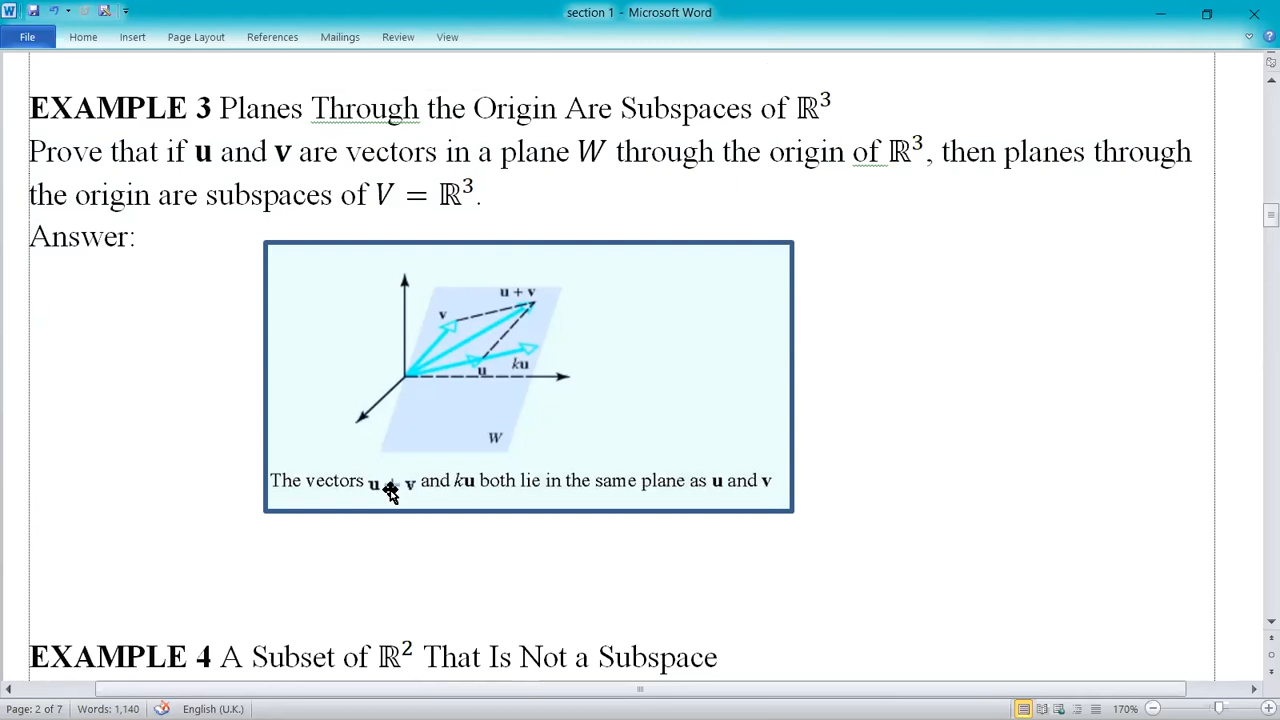 section 1 - Microsoft Word
File Home Insert Page Layout References Mailings Review View
EXAMPLE 3 Planes Through the Origin Are Subspaces of ℝ³
Prove that if u and v are vectors in a plane W through the origin of ℝ³, then planes through
the origin are subspaces of V = ℝ³.
Answer:
u + v
v
u
ku
W
The vectors u + v and ku both lie in the same plane as u and v
EXAMPLE 4 A Subset of ℝ² That Is Not a Subspace
Page: 2 of 7 Words: 1,140 English (U.K.) 170%